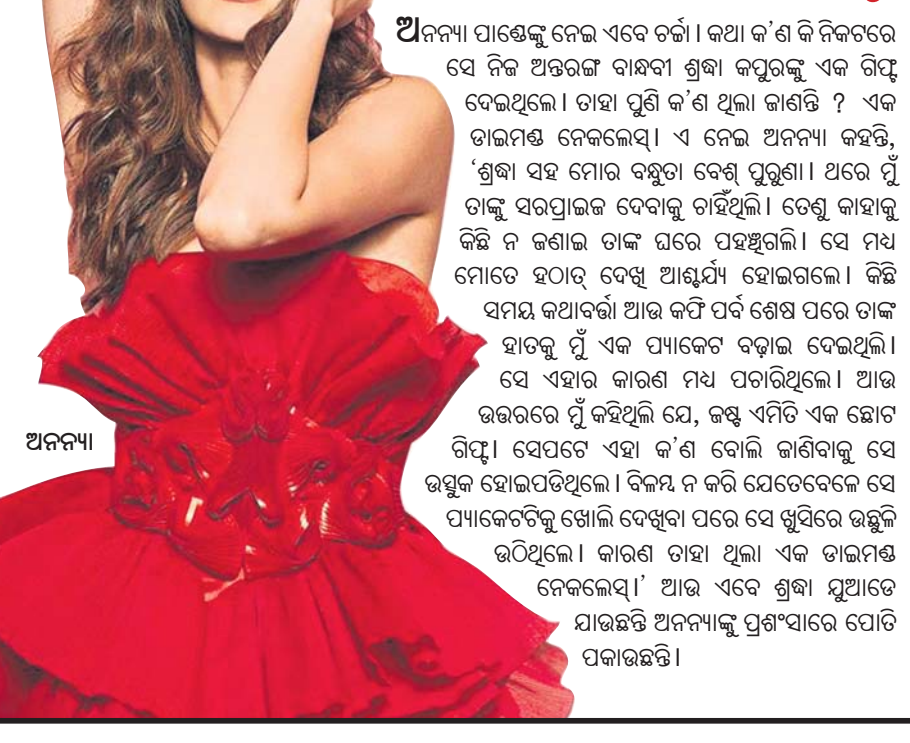 ଅନନ୍ୟା ପାଣ୍ଡେଙ୍କୁ ନେଇ ଏବେ ଚର୍ଚ୍ଚା । କଥା କ'ଣ କି ନିକଟରେ
ସେ ନିଜ ଅନ୍ତରଙ୍ଗ ବାନ୍ଧବୀ ଶ୍ରଦ୍ଧା କପୁରଙ୍କୁ ଏକ ଗିଫ୍ଟ
ଦେଇଥିଲେ । ତାହା ପୁଣି କ'ଣ ଥିଲା ଜାଣନ୍ତି ? ଏକ
ଡାଇମଣ୍ଡ ନେକଲେସ୍ । ଏ ନେଇ ଅନନ୍ୟା କହନ୍ତି,
'ଶ୍ରଦ୍ଧା ସହ ମୋର ବନ୍ଧୁତା ବେଶ୍ ପୁରୁଣା । ଥରେ ମୁଁ
ତାଙ୍କୁ ସରପ୍ରାଇଜ ଦେବାକୁ ଚାହିଁଥିଲି । ତେଣୁ କାହାକୁ
କିଛି ନ ଜଣାଇ ତାଙ୍କ ଘରେ ପହଞ୍ଚିଗଲି । ସେ ମଧ୍ୟ
ମୋତେ ହଠାତ୍ ଦେଖି ଆଶ୍ଚର୍ଯ୍ୟ ହୋଇଗଲେ । କିଛି
ସମୟ କଥାବାର୍ତ୍ତା ଆଉ କଫି ପର୍ବ ଶେଷ ପରେ ତାଙ୍କ
ହାତକୁ ମୁଁ ଏକ ପ୍ୟାକେଟ ବଢ଼ାଇ ଦେଇଥିଲି ।
ସେ ଏହାର କାରଣ ମଧ୍ୟ ପଚାରିଥିଲେ । ଆଉ
ଉତ୍ତରରେ ମୁଁ କହିଥିଲି ଯେ, ଜଷ୍ଟ ଏମିତି ଏକ ଛୋଟ
ଗିଫ୍ଟ । ସେପଟେ ଏହା କ'ଣ ବୋଲି ଜାଣିବାକୁ ସେ
ଉତ୍ସୁକ ହୋଇପଡିଥିଲେ । ବିଳମ୍ବ ନ କରି ଯେତେବେଳେ ସେ
ପ୍ୟାକେଟଟିକୁ ଖୋଲି ଦେଖିବା ପରେ ସେ ଖୁସିରେ ଉଛୁଳି
ଉଠିଥିଲେ । କାରଣ ତାହା ଥିଲା ଏକ ଡାଇମଣ୍ଡ
ନେକଲେସ୍ ।' ଆଉ ଏବେ ଶ୍ରଦ୍ଧା ଯୁଆଡେ
ଯାଉଛନ୍ତି ଅନନ୍ୟାଙ୍କୁ ପ୍ରଶଂସାରେ ପୋତି
ପକାଉଛନ୍ତି ।
ଅନନ୍ୟା